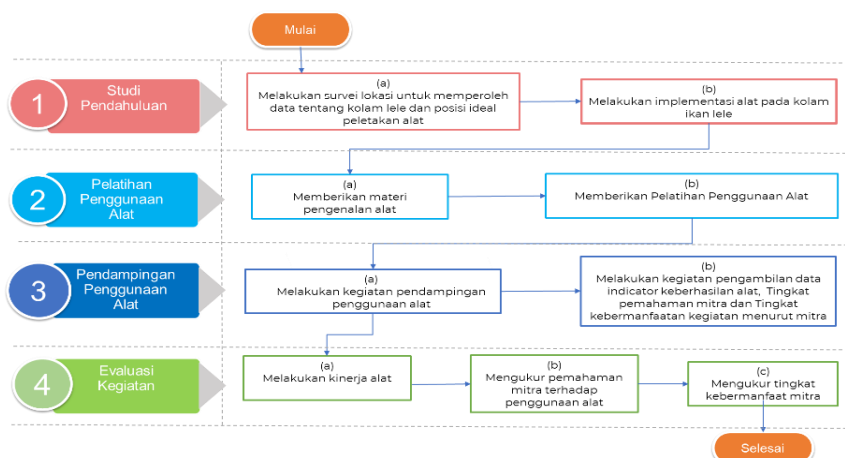 Mulai
1
Studi
Pendahuluan
(a)
Melakukan survei lokasi untuk memperoleh
data tentang kolam lele dan posisi ideal
peletakan alat
(b)
Melakukan implementasi alat pada kolam
ikan lele
2
Pelatihan
Penggunaan
Alat
(a)
Memberikan materi
pengenalan alat
(b)
Memberikan Pelatihan Penggunaan Alat
3
Pendampingan
Penggunaan
Alat
(a)
Melakukan kegiatan pendampingan
penggunaan alat
(b)
Melakukan kegiatan pengambilan data
indicator keberhasilan alat, Tingkat
pemahaman mitra dan Tingkat
kebermanfaatan kegiatan menurut mitra
4
Evaluasi
Kegiatan
(a)
Melakukan kinerja alat
(b)
Mengukur pemahaman
mitra terhadap
penggunaan alat
(c)
Mengukur tingkat
kebermanfaat mitra
Selesai